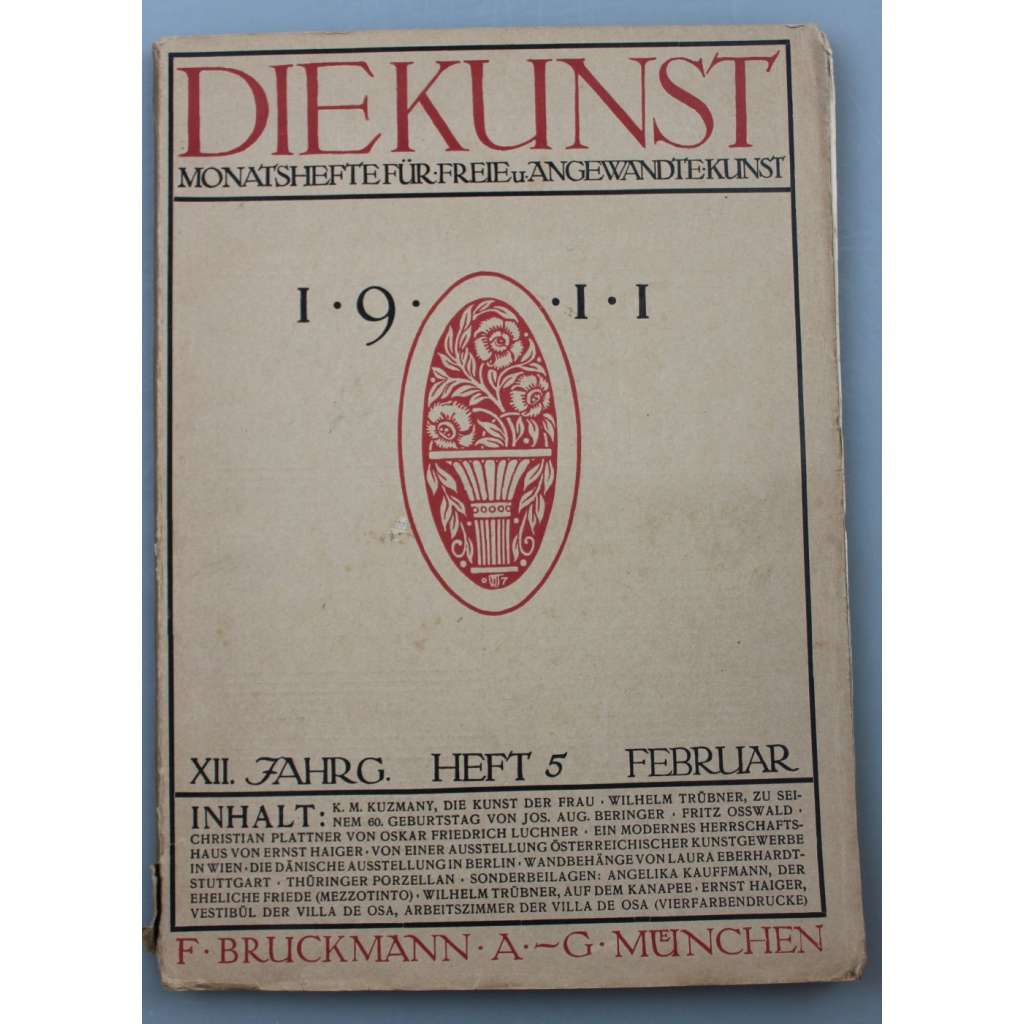 DIE KUNST
MONATSHEFTE FÜR · FREIE u · ANGEWANDTE · KUNST
1 · 9 · · 1 · 1
7
XII. JAHRG. HEFT 5 FEBRUAR
INHALT: K. M. KUZMANY, DIE KUNST DER FRAU · WILHELM TRÜBNER, ZU SEI-
NEM 60. GEBURTSTAG VON JOS. AUG. BERINGER · FRITZ OSSWALD ·
CHRISTIAN PLATTNER VON OSKAR FRIEDRICH LUCHNER · EIN MODERNES HERRSCHAFTS-
HAUS VON ERNST HAIGER · VON EINER AUSSTELLUNG ÖSTERREICHISCHER KUNSTGEWERBE
IN WIEN · DIE DÄNISCHE AUSSTELLUNG IN BERLIN · WANDBEHÄNGE VON LAURA EBERHARDT-
STUTTGART · THÜRINGER PORZELLAN · SONDERBEILAGEN: ANGELIKA KAUFFMANN, DER
EHELICHE FRIEDE (MEZZOTINTO) · WILHELM TRÜBNER, AUF DEM KANAPEE · ERNST HAIGER,
VESTIBÜL DER VILLA DE OSA, ARBEITSZIMMER DER VILLA DE OSA (VIERFARBENDRUCKE)
F · BRUCKMANN · A · ~G · MUENCHEN